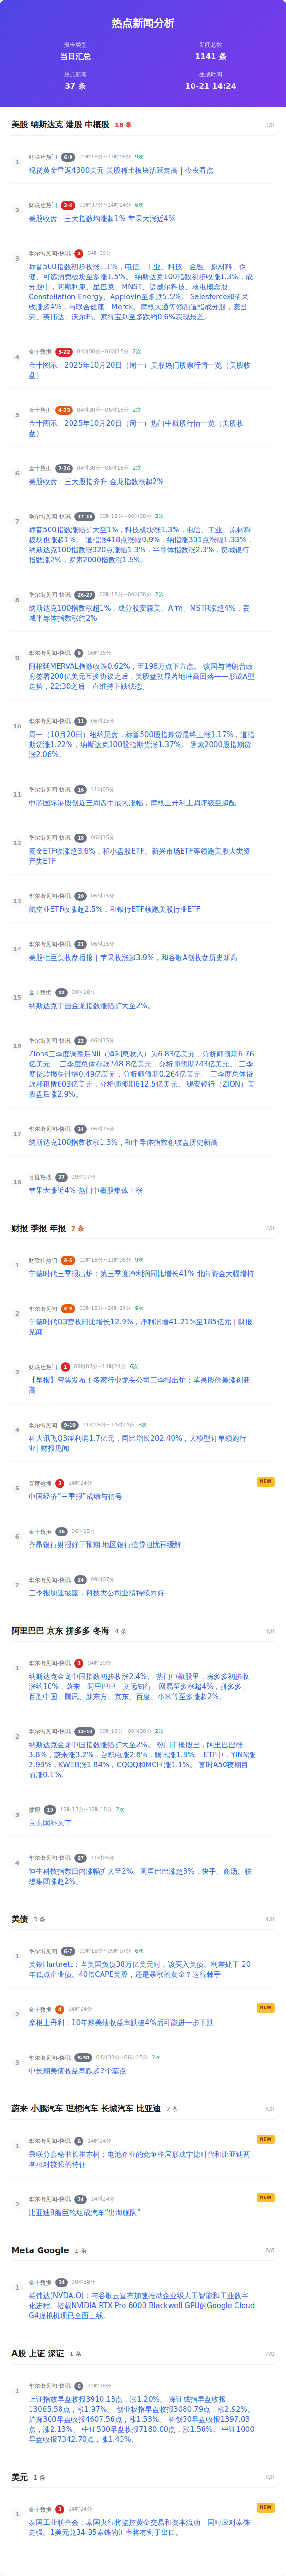 热点新闻分析
报告类型
当日汇总
新闻总数
1141 条
热点新闻
37 条
生成时间
10-21 14:24
美股 纳斯达克 港股 中概股 18 条 1/8
1
财联社热门 6-8 00时18分~11时05分 9次
现货黄金重返4300美元 美股稀土板块活跃走高 | 今夜看点
2
财联社热门 2-4 09时07分~14时24分 6次
美股收盘：三大指数均涨超1% 苹果大涨近4%
3
华尔街见闻-快讯 2 04时30分
标普500指数初步收涨1.1%，电信、工业、科技、金融、原材料、保
健、可选消费板块至多涨1.5%。 纳斯达克100指数初步收涨1.3%，成
分股中，阿斯利康、星巴克、MNST、迈威尔科技、核电概念股
Constellation Energy、Applovin至多跌5.5%。 Salesforce和苹果
收涨超4%，与联合健康、Merck、摩根大通等领跑道指成分股，麦当
劳、英伟达、沃尔玛、家得宝则至多跌约0.6%表现最差。
4
金十数据 3-22 04时30分~06时15分 2次
金十图示：2025年10月20日（周一）美股热门股票行情一览（美股收
盘）
5
金十数据 4-23 04时30分~06时15分 2次
金十图示：2025年10月20日（周一）热门中概股行情一览（美股收
盘）
6
金十数据 7-26 04时30分~06时15分 2次
美股收盘：三大股指齐升 金龙指数涨超2%
7
华尔街见闻-快讯 17-18 00时18分~00时38分 2次
标普500指数涨幅扩大至1%，科技板块涨1.3%，电信、工业、原材料
板块也涨超1%。 道指涨418点涨幅0.9%，纳指涨301点涨幅1.33%，
纳斯达克100指数涨320点涨幅1.3%，半导体指数涨2.3%，费城银行
指数涨2%，罗素2000指数涨1.5%。
8
华尔街见闻-快讯 26-27 00时18分~00时38分 2次
纳斯达克100指数涨超1%，成分股安森美、Arm、MSTR涨超4%，费
城半导体指数涨约2%
9
华尔街见闻-快讯 9 06时15分
阿根廷MERVAL指数收跌0.62%，至198万点下方点。 该国与特朗普政
府签署200亿美元互换协议之后，美股盘初显著地冲高回落——形成A型
走势，22:30之后一直维持下跌状态。
10
华尔街见闻-快讯 11 06时15分
周一（10月20日）纽约尾盘，标普500股指期货最终上涨1.17%，道指
期货涨1.22%，纳斯达克100股指期货涨1.37%。 罗素2000股指期货
涨2.06%。
11
华尔街见闻-快讯 16 11时05分
中芯国际港股创近三周盘中最大涨幅，摩根士丹利上调评级至超配
12
华尔街见闻-快讯 18 06时15分
黄金ETF收涨超3.6%，和小盘股ETF、新兴市场ETF等领跑美股大类资
产类ETF
13
华尔街见闻-快讯 20 06时15分
航空业ETF收涨超2.5%，和银行ETF领跑美股行业ETF
14
华尔街见闻-快讯 21 06时15分
美股七巨头收盘播报｜苹果收涨超3.9%，和谷歌A创收盘历史新高
15
金十数据 22 00时18分
纳斯达克中国金龙指数涨幅扩大至2%。
16
华尔街见闻-快讯 22 06时15分
Zions三季度调整后NII（净利息收入）为6.83亿美元，分析师预期6.76
亿美元。 三季度总体存款748.8亿美元，分析师预期743亿美元。 三季
度贷款损失计提0.49亿美元，分析师预期0.264亿美元。 三季度总体贷
款和租赁603亿美元，分析师预期612.5亿美元。 锡安银行（ZION）美
股盘后涨2.9%。
17
华尔街见闻-快讯 24 06时15分
纳斯达克100指数收涨1.3%，和半导体指数创收盘历史新高
18
百度热搜 27 09时07分
苹果大涨近4% 热门中概股集体上涨
财报 季报 年报 7 条 2/8
1
财联社热门 4-5 00时18分~11时05分 9次
宁德时代三季报出炉：第三季度净利润同比增长41% 北向资金大幅增持
2
华尔街见闻 4-9 00时18分~14时24分 9次
宁德时代Q3营收同比增长12.9%，净利润增41.21%至185亿元 | 财报
见闻
3
财联社热门 1 09时07分~14时24分 6次
【早报】密集发布！多家行业龙头公司三季报出炉；苹果股价暴涨创新
高
4
华尔街见闻 9-10 11时05分~14时24分 3次
科大讯飞Q3净利润1.7亿元，同比增长202.40%，大模型订单领跑行
业| 财报见闻
5
百度热搜 3 14时24分 NEW
中国经济“三季报”成绩与信号
6
金十数据 16 06时15分
齐昂银行财报好于预期 地区银行信贷担忧再缓解
7
华尔街见闻-快讯 24 09时07分
三季报加速披露，科技类公司业绩持续向好
阿里巴巴 京东 拼多多 冬海 4 条 3/8
1
华尔街见闻-快讯 3 04时30分
纳斯达克金龙中国指数初步收涨2.4%。 热门中概股里，房多多初步收
涨约10%，蔚来、阿里巴巴、文远知行、网易至多涨超4%，拼多多、
百胜中国、腾讯、新东方、京东、百度、小米等至多涨超2%。
2
华尔街见闻-快讯 13-14 00时18分~00时38分 2次
纳斯达克金龙中国指数涨幅扩大至2%。 热门中概股里，阿里巴巴涨
3.8%，蔚来涨3.2%，台积电涨2.6%，腾讯涨1.8%。 ETF中，YINN涨
2.98%，KWEB涨1.84%，CQQQ和MCHI涨1.1%。 富时A50夜期目
前涨0.1%。
3
微博 19 12时17分~12时18分 2次
京东国补来了
4
华尔街见闻-快讯 27 11时05分
恒生科技指数日内涨幅扩大至2%。阿里巴巴涨超3%，快手、商汤、联
想集团涨超2%。
美债 3 条 4/8
1
华尔街见闻 6-7 00时18分~09时07分 6次
美银Hartnett：当美国负债38万亿美元时，该买入美债、利差处于 20
年低点企业债、40倍CAPE美股，还是暴涨的黄金？这很棘手
2
金十数据 4 14时24分 NEW
摩根士丹利：10年期美债收益率跌破4%后可能进一步下跌
3
华尔街见闻-快讯 8-30 04时30分~06时15分 2次
中长期美债收益率跌超2个基点
蔚来 小鹏汽车 理想汽车 长城汽车 比亚迪 2 条 5/8
1
华尔街见闻-快讯 6 14时24分 NEW
乘联分会秘书长崔东树：电池企业的竞争格局形成宁德时代和比亚迪两
者相对较强的特征
2
华尔街见闻-快讯 24 14时24分 NEW
比亚迪8艘巨轮组成汽车“出海舰队”
Meta Google 1 条 6/8
1
金十数据 14 00时38分
英伟达(NVDA.O)：与谷歌云宣布加速推动企业级人工智能和工业数字
化进程。搭载NVIDIA RTX Pro 6000 Blackwell GPU的Google Cloud
G4虚拟机现已全面上线。
A股 上证 深证 1 条 7/8
1
华尔街见闻-快讯 6 12时18分
上证指数早盘收报3910.13点，涨1.20%。 深证成指早盘收报
13065.58点，涨1.97%。 创业板指早盘收报3080.79点，涨2.92%。
沪深300早盘收报4607.56点，涨1.53%。 科创50早盘收报1397.03
点，涨2.13%。 中证500早盘收报7180.00点，涨1.56%。 中证1000
早盘收报7342.70点，涨1.43%。
美元 1 条 8/8
1
金十数据 3 14时24分 NEW
泰国工业联合会：泰国央行将监控黄金交易和资本流动，同时应对泰铢
走强。1美元兑34-35泰铢的汇率将有利于出口。